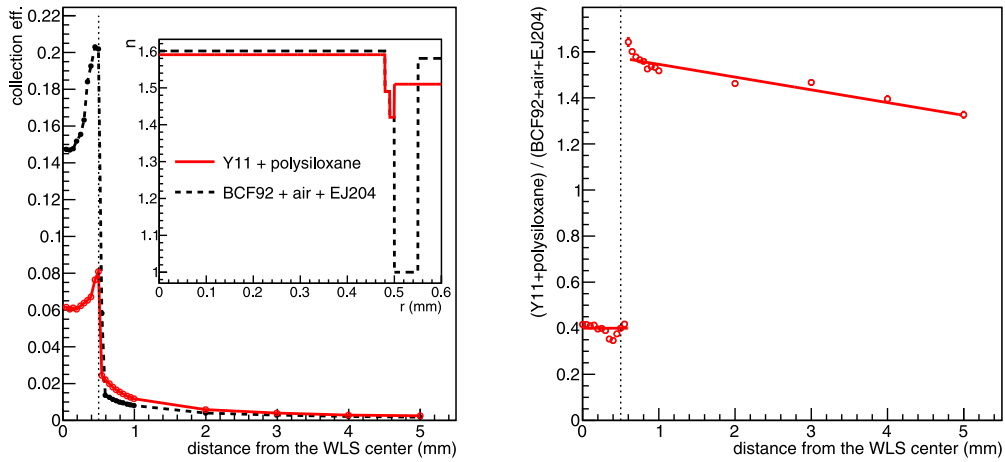 collection eff.
0.22
0.2
0.18
0.16
0.14
0.12
0.1
0.08
0.06
0.04
0.02
0
0 1 2 3 4 5
distance from the WLS center (mm)
n
1.6
1.5
1.4
1.3
1.2
1.1
1
0 0.1 0.2 0.3 0.4 0.5 0.6
r (mm)
Y11 + polysiloxane
BCF92 + air + EJ204
(Y11+polysiloxane) / (BCF92+air+EJ204)
1.6
1.4
1.2
1
0.8
0.6
0.4
0.2
0
0 1 2 3 4 5
distance from the WLS center (mm)